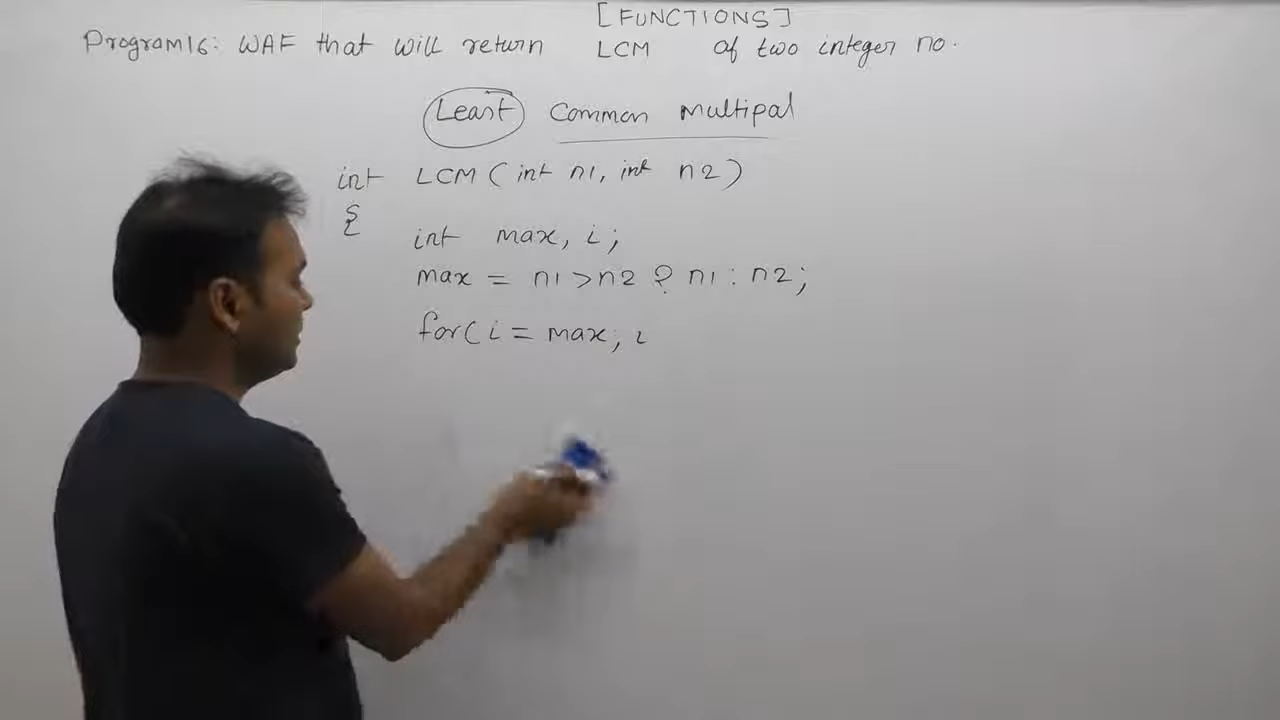 [FUNCTIONS]
Program16: WAF that will return LCM of two integer no.
Least Common Multipal
int LCM (int n1, int n2)
{
int max, i;
max = n1 > n2 ? n1 : n2;
for( i = max; i